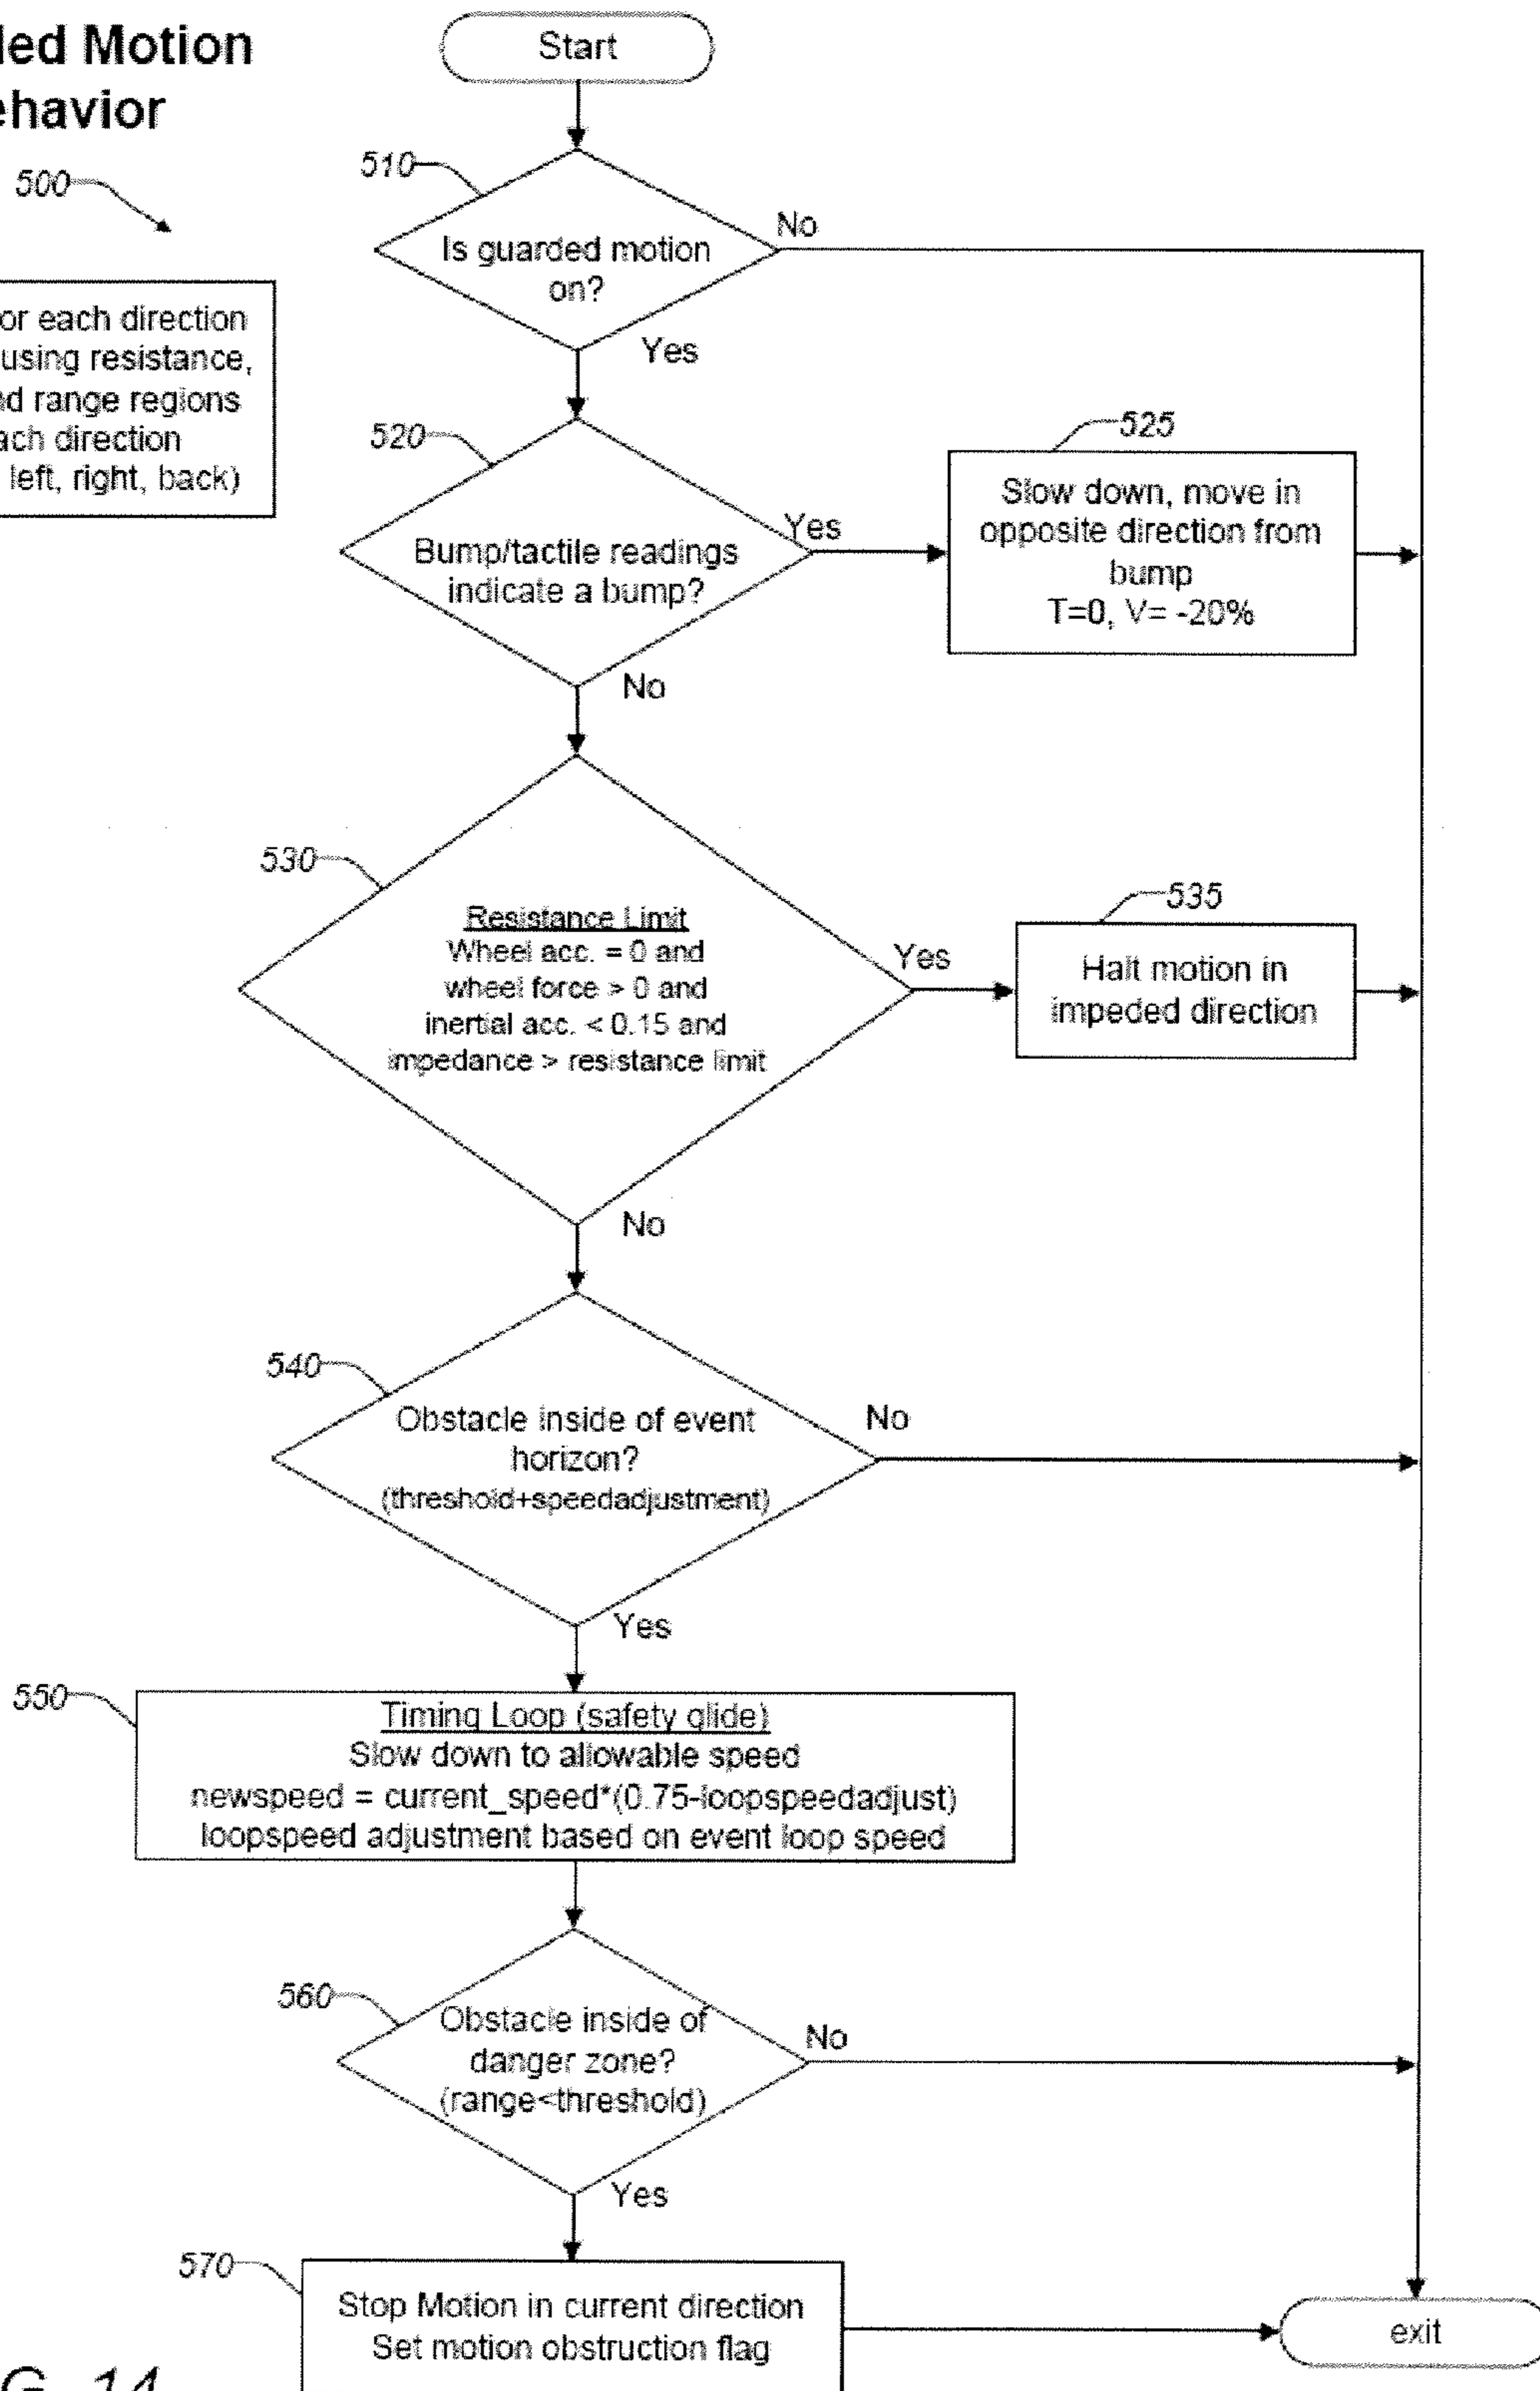 ded Motion
ehavior
500
or each direction
using resistance,
nd range regions
ach direction
left, right, back)
Start
510
Is guarded motion
on?
No
Yes
520
Bump/tactile readings
indicate a bump?
Yes
No
525
Slow down, move in
opposite direction from
bump
T=0, V= -20%
530
Resistance Limit
Wheel acc. = 0 and
wheel force > 0 and
inertial acc. < 0.15 and
impedance > resistance limit
Yes
No
535
Halt motion in
impeded direction
540
Obstacle inside of event
horizon?
(threshold+speedadjustment)
No
Yes
550
Timing Loop (safety glide)
Slow down to allowable speed
newspeed = current_speed*(0.75-loopspeedadjust)
loopspeed adjustment based on event loop speed
560
Obstacle inside of
danger zone?
(range<threshold)
No
Yes
570
Stop Motion in current direction
Set motion obstruction flag
exit
G. 14